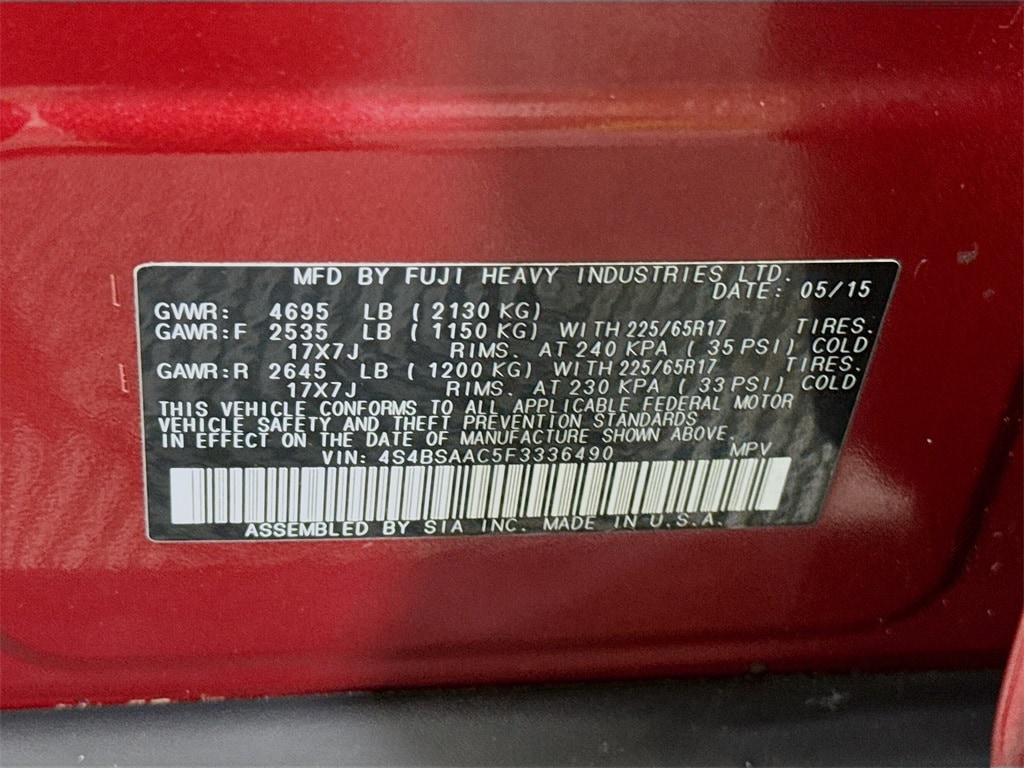 MFD BY FUJI HEAVY INDUSTRIES LTD.
DATE: 05/15
GVWR: 4695 LB ( 2130 KG)
GAWR:F 2535 LB ( 1150 KG) WITH 225/65R17 TIRES.
17X7J RIMS. AT 240 KPA ( 35 PSI) COLD
GAWR:R 2645 LB ( 1200 KG) WITH 225/65R17 TIRES.
17X7J RIMS. AT 230 KPA ( 33 PSI) COLD
THIS VEHICLE CONFORMS TO ALL APPLICABLE FEDERAL MOTOR
VEHICLE SAFETY AND THEFT PREVENTION STANDARDS
IN EFFECT ON THE DATE OF MANUFACTURE SHOWN ABOVE.
VIN: 4S4BSAAC5F3336490 MPV
ASSEMBLED BY SIA INC. MADE IN U.S.A.